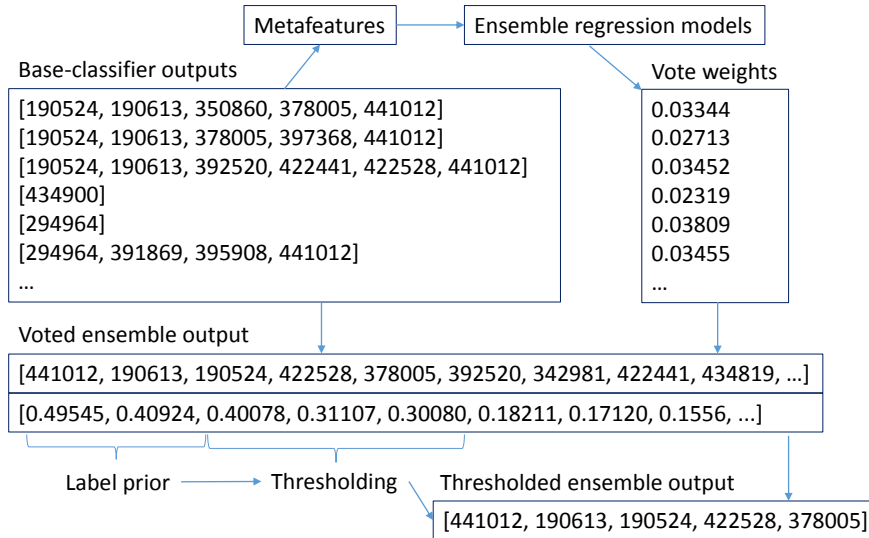 Metafeatures
Ensemble regression models
Base-classifier outputs
Vote weights
[190524, 190613, 350860, 378005, 441012]
[190524, 190613, 378005, 397368, 441012]
[190524, 190613, 392520, 422441, 422528, 441012]
[434900]
[294964]
[294964, 391869, 395908, 441012]
...
0.03344
0.02713
0.03452
0.02319
0.03809
0.03455
...
Voted ensemble output
[441012, 190613, 190524, 422528, 378005, 392520, 342981, 422441, 434819, ...]
[0.49545, 0.40924, 0.40078, 0.31107, 0.30080, 0.18211, 0.17120, 0.1556, ...]
Label prior
Thresholding
Thresholded ensemble output
[441012, 190613, 190524, 422528, 378005]